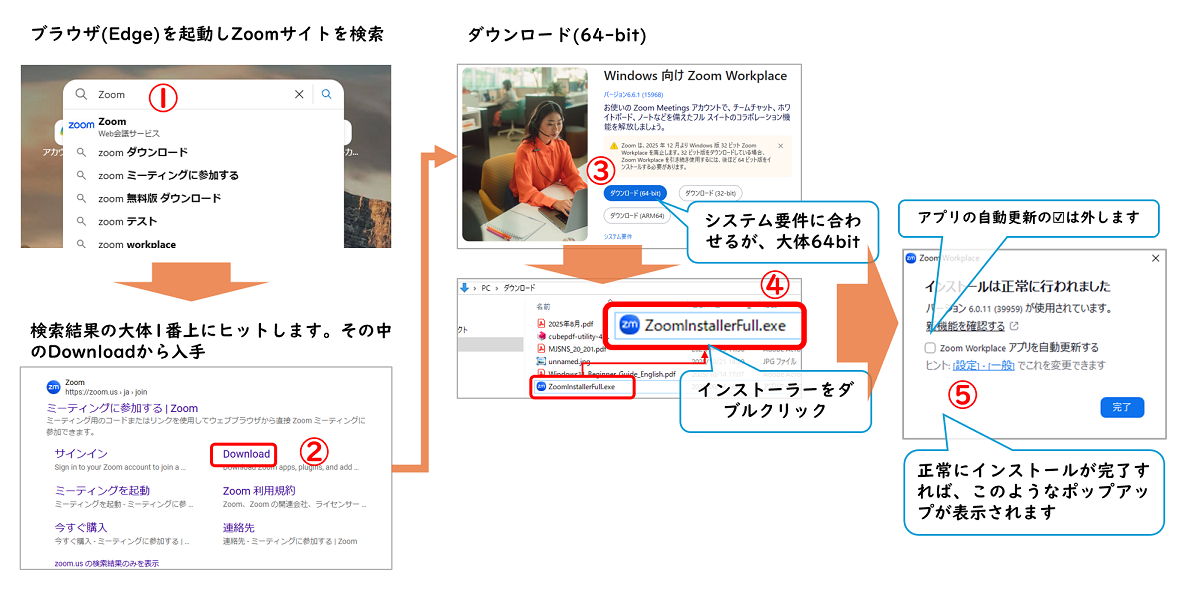 ブラウザ(Edge)を起動しZoomサイトを検索
Zoom
①
zoom
Zoom
Web会議サービス
zoom ダウンロード
zoom ミーティングに参加する
zoom 無料版 ダウンロード
zoom テスト
zoom workplace
検索結果の大体1番上にヒットします。その中
のDownloadから入手
zm
Zoom
https://zoom.us › ja › join
ミーティングに参加する | Zoom
ミーティング用のコードまたはリンクを使用してウェブブラウザから直接 Zoom ミーティングに
参加できます。
サインイン
Sign in to your Zoom account to join a ...
Download
②
Download Zoom apps, plugins, and add ...
ミーティングを起動
ミーティングを起動 - ミーティングに参 ...
Zoom 利用規約
Zoom、Zoom の関連会社、ライセンサー ...
今すぐ購入
今すぐ購入 - ミーティングに参加する | ...
連絡先
連絡先 - ミーティングに参加する | Zoom
zoom.us の検索結果のみを表示
ダウンロード(64-bit)
Windows 向け Zoom Workplace
バージョン6.6.1 (15968)
お使いの Zoom Meetings アカウントで、チームチャット、ホワ
イトボード、ノートなどを備えたフル スイートのコラボレーション機
能を解放しましょう。
Zoom は、2025 年 12 月より Windows 版 32 ビット Zoom
Workplace を廃止します。32 ビット版をダウンロードしている場合、
Zoom Workplace を引き続き使用するには、後ほど 64 ビット版をイ
ンストールする必要があります。
③
ダウンロード (64-bit)
ダウンロード (32-bit)
ダウンロード (ARM64)
システム要件
システム要件に合わ
せるが、大体64bit
PC › ダウンロード
名前
④
2025年8月.pdf
cubepdf-utility-4
MJSNS_20_201.pdf
unnamed.jpg
JPG ファイル
Windows11_Beginner_Guide_English.pdf
ZoomInstallerFull.exe
zm
ZoomInstallerFull.exe
インストーラーをダ
ブルクリック
アプリの自動更新の☑は外します
zm
Zoom Workplace
インストールは正常に行われました
バージョン 6.0.11 (39959) が使用されています。
新機能を確認する
Zoom Workplace アプリを自動更新する
ヒント: [設定] - [一般] でこれを変更できます
⑤
完了
正常にインストールが完了す
れば、このようなポップアッ
プが表示されます